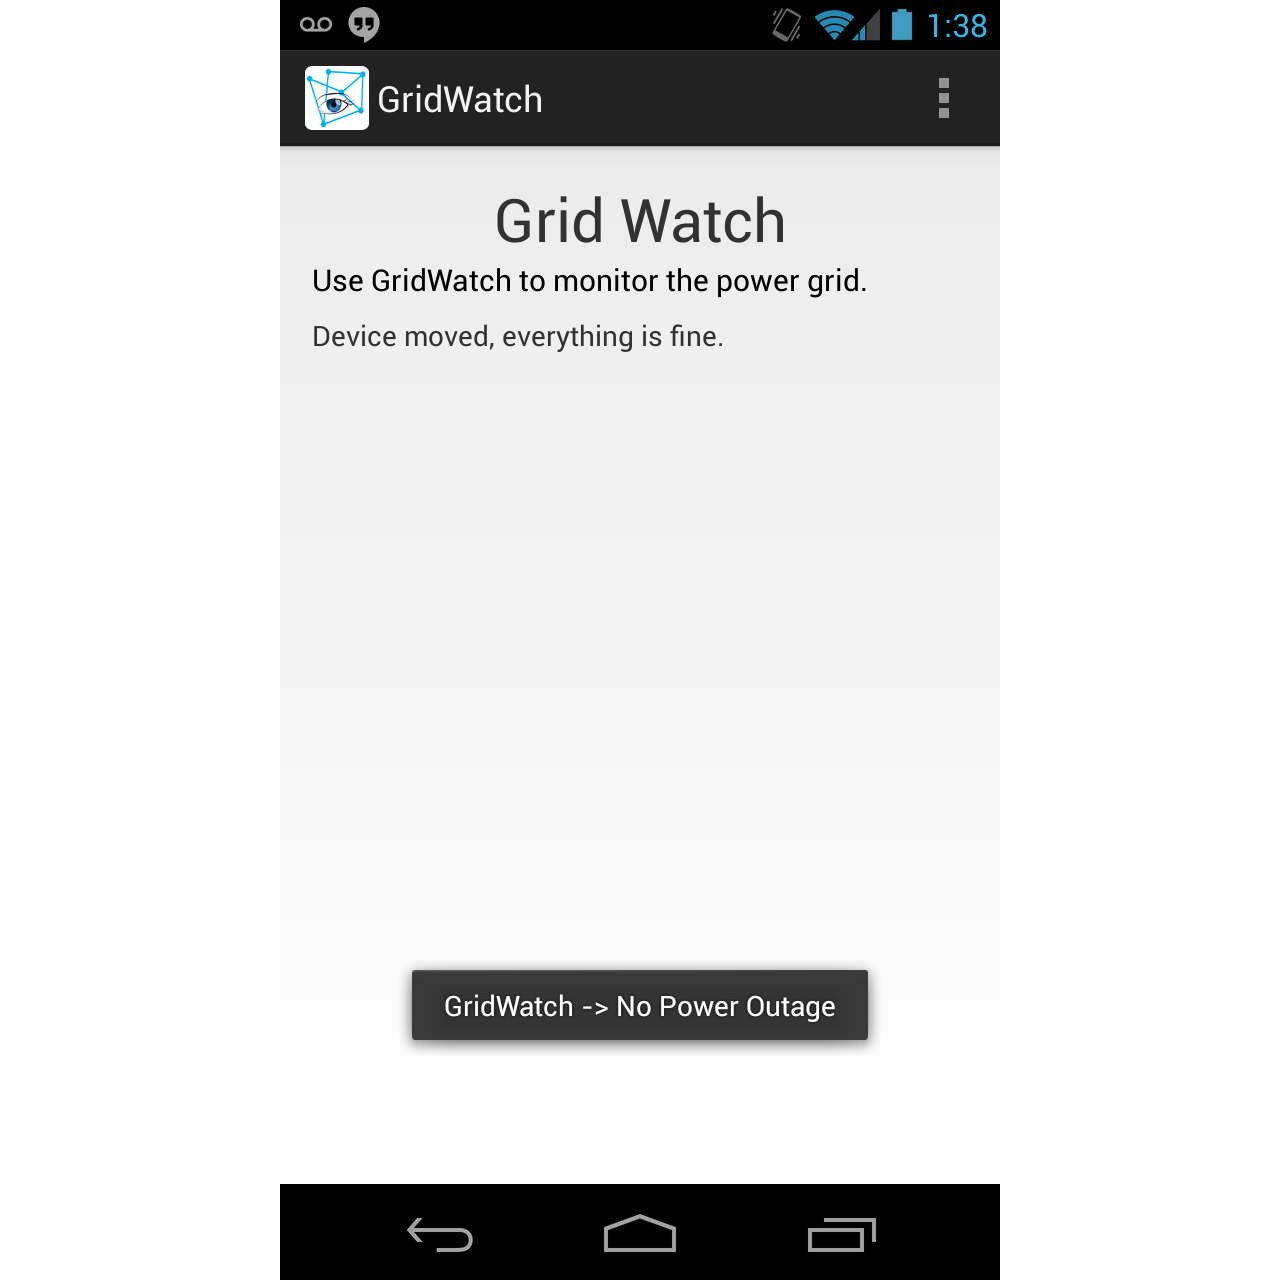 1:38
GridWatch
Grid Watch
Use GridWatch to monitor the power grid.
Device moved, everything is fine.
GridWatch -> No Power Outage